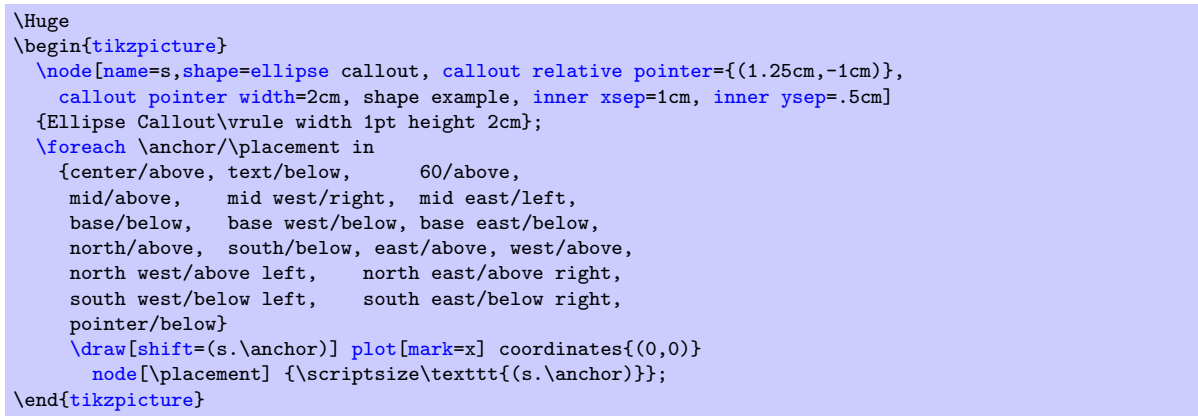 \Huge
\begin{tikzpicture}
  \node[name=s,shape=ellipse callout, callout relative pointer={(1.25cm,-1cm)},
    callout pointer width=2cm, shape example, inner xsep=1cm, inner ysep=.5cm]
  {Ellipse Callout\vrule width 1pt height 2cm};
  \foreach \anchor/\placement in
    {center/above, text/below,      60/above,
     mid/above,    mid west/right,  mid east/left,
     base/below,   base west/below, base east/below,
     north/above,  south/below, east/above, west/above,
     north west/above left,    north east/above right,
     south west/below left,    south east/below right,
     pointer/below}
     \draw[shift=(s.\anchor)] plot[mark=x] coordinates{(0,0)}
       node[\placement] {\scriptsize\texttt{(s.\anchor)}};
\end{tikzpicture}